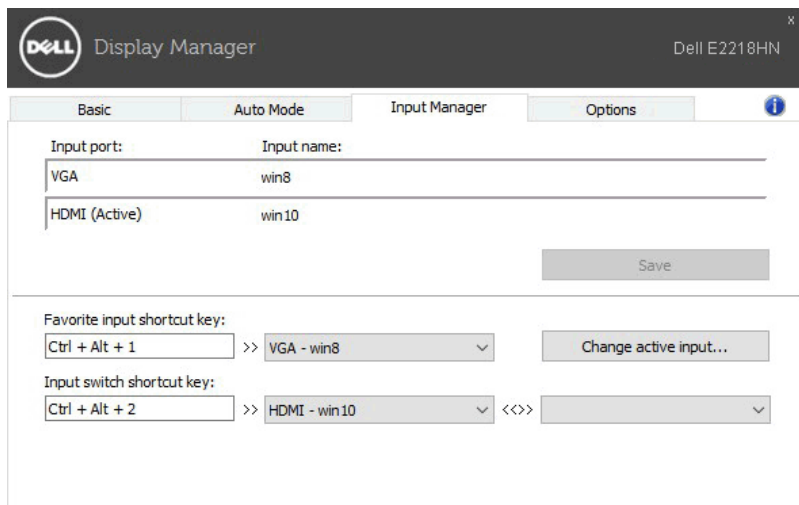 x
DELL Display Manager Dell E2218HN
Basic Auto Mode Input Manager Options i
Input port: Input name:
VGA win8
HDMI (Active) win10
Save
Favorite input shortcut key:
Ctrl + Alt + 1 >> VGA - win8 Change active input...
Input switch shortcut key:
Ctrl + Alt + 2 >> HDMI - win10 <<>>